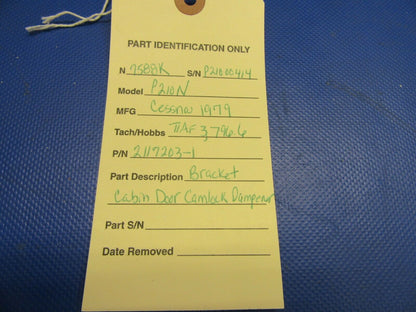 PART IDENTIFICATION ONLY
N 7588K S/N P21000414
Model P210N
MFG Cessna 1979
Tach/Hobbs TTAF 3796.6
P/N 2117203-1
Part Description Bracket
Cabin Door Camlock Dampener
Part S/N
Date Removed